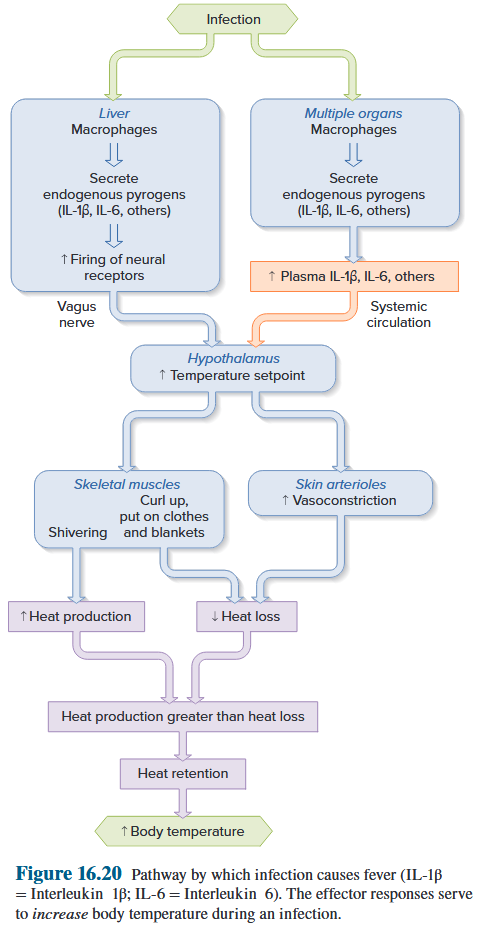 Infection
Liver
Macrophages
Secrete
endogenous pyrogens
(IL-1β, IL-6, others)
↑ Firing of neural
receptors
Multiple organs
Macrophages
Secrete
endogenous pyrogens
(IL-1β, IL-6, others)
↑ Plasma IL-1β, IL-6, others
Vagus
nerve
Systemic
circulation
Hypothalamus
↑ Temperature setpoint
Skeletal muscles
Curl up,
put on clothes
Shivering and blankets
Skin arterioles
↑ Vasoconstriction
↑ Heat production
↓ Heat loss
Heat production greater than heat loss
Heat retention
↑ Body temperature
Figure 16.20 Pathway by which infection causes fever (IL-1β
= Interleukin 1β; IL-6 = Interleukin 6). The effector responses serve
to increase body temperature during an infection.